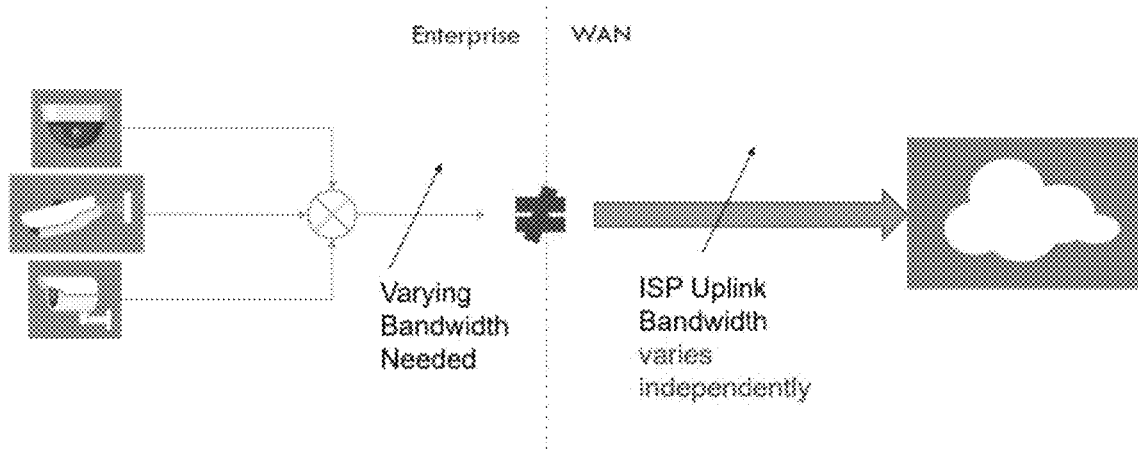 Enterprise WAN
Varying
Bandwidth
Needed
ISP Uplink
Bandwidth
varies
independently